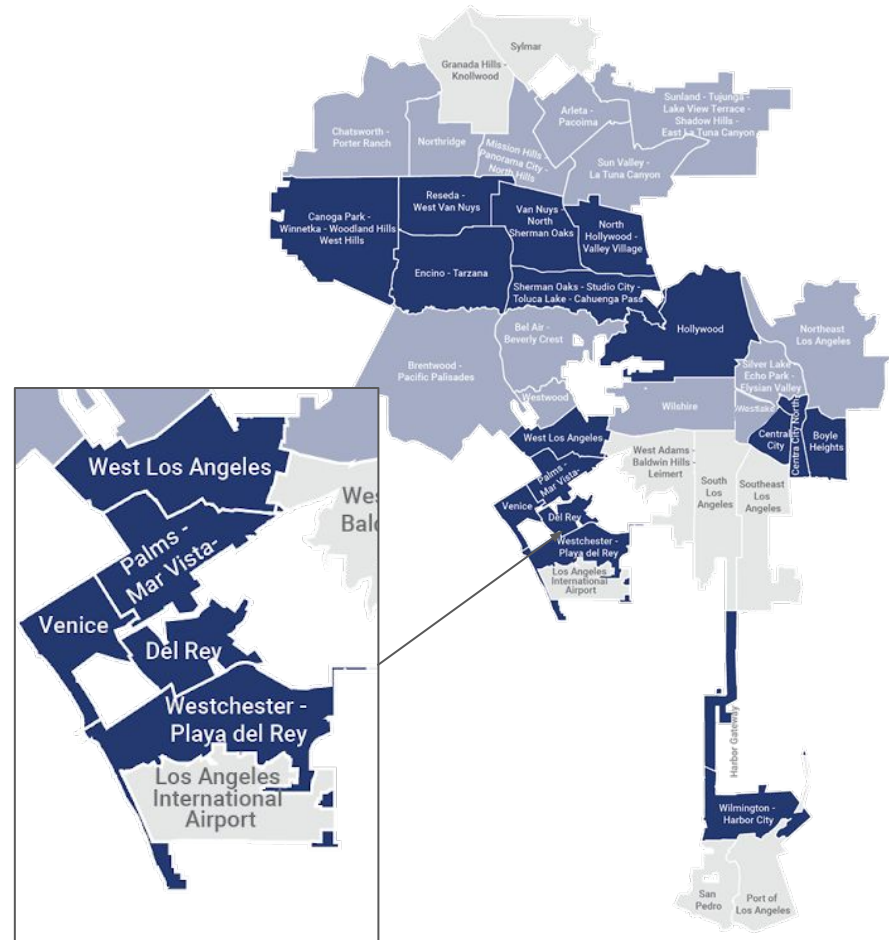 Sylmar
Granada Hills -
Knollwood
Sunland - Tujunga -
Lake View Terrace -
Shadow Hills -
East La Tuna Canyon
Arleta -
Pacoima
Chatsworth -
Porter Ranch
Northridge
Mission Hills -
Panorama City -
North Hills
Sun Valley -
La Tuna Canyon
Reseda -
West Van Nuys
Canoga Park -
Winnetka - Woodland Hills
West Hills
Van Nuys -
North
Sherman Oaks
North
Hollywood -
Valley Village
Encino - Tarzana
Sherman Oaks - Studio City -
Toluca Lake - Cahuenga Pass
Hollywood
Northeast
Los Angeles
Bel Air -
Beverly Crest
Brentwood -
Pacific Palisades
Silver Lake -
Echo Park -
Elysian Valley
Westwood
Wilshire
Westlake
Central City North
Central
City
Boyle
Heights
West Los Angeles
West Adams -
Baldwin Hills -
Leimert
South
Los
Angeles
Southeast
Los
Angeles
Palms -
Mar Vista-
Venice
Del Rey
Westchester -
Playa del Rey
Los Angeles
International
Airport
Harbor Gateway
Wilmington -
Harbor City
San
Pedro
Port of
Los Angeles
West Los Angeles
Wes
Bald
Palms -
Mar Vista-
Venice
Del Rey
Westchester -
Playa del Rey
Los Angeles
International
Airport